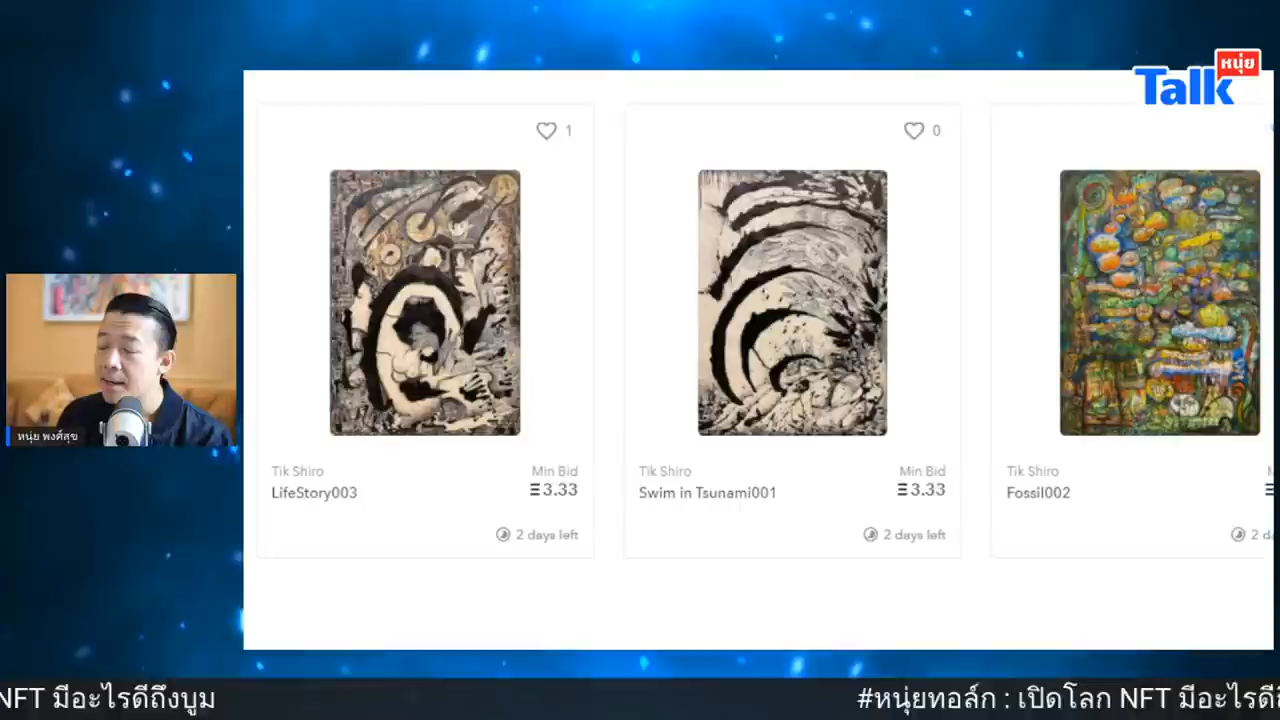 หนุ่ย
Talk
1
0
Tik Shiro
Min Bid
LifeStory003
3.33
2 days left
Tik Shiro
Min Bid
Swim in Tsunami001
3.33
2 days left
Tik Shiro
Fossil002
หนุ่ย พงศ์สุข
NFT มีอะไรดีถึงบูม
#หนุ่ยทอล์ก : เปิดโลก NFT มีอะไรดี